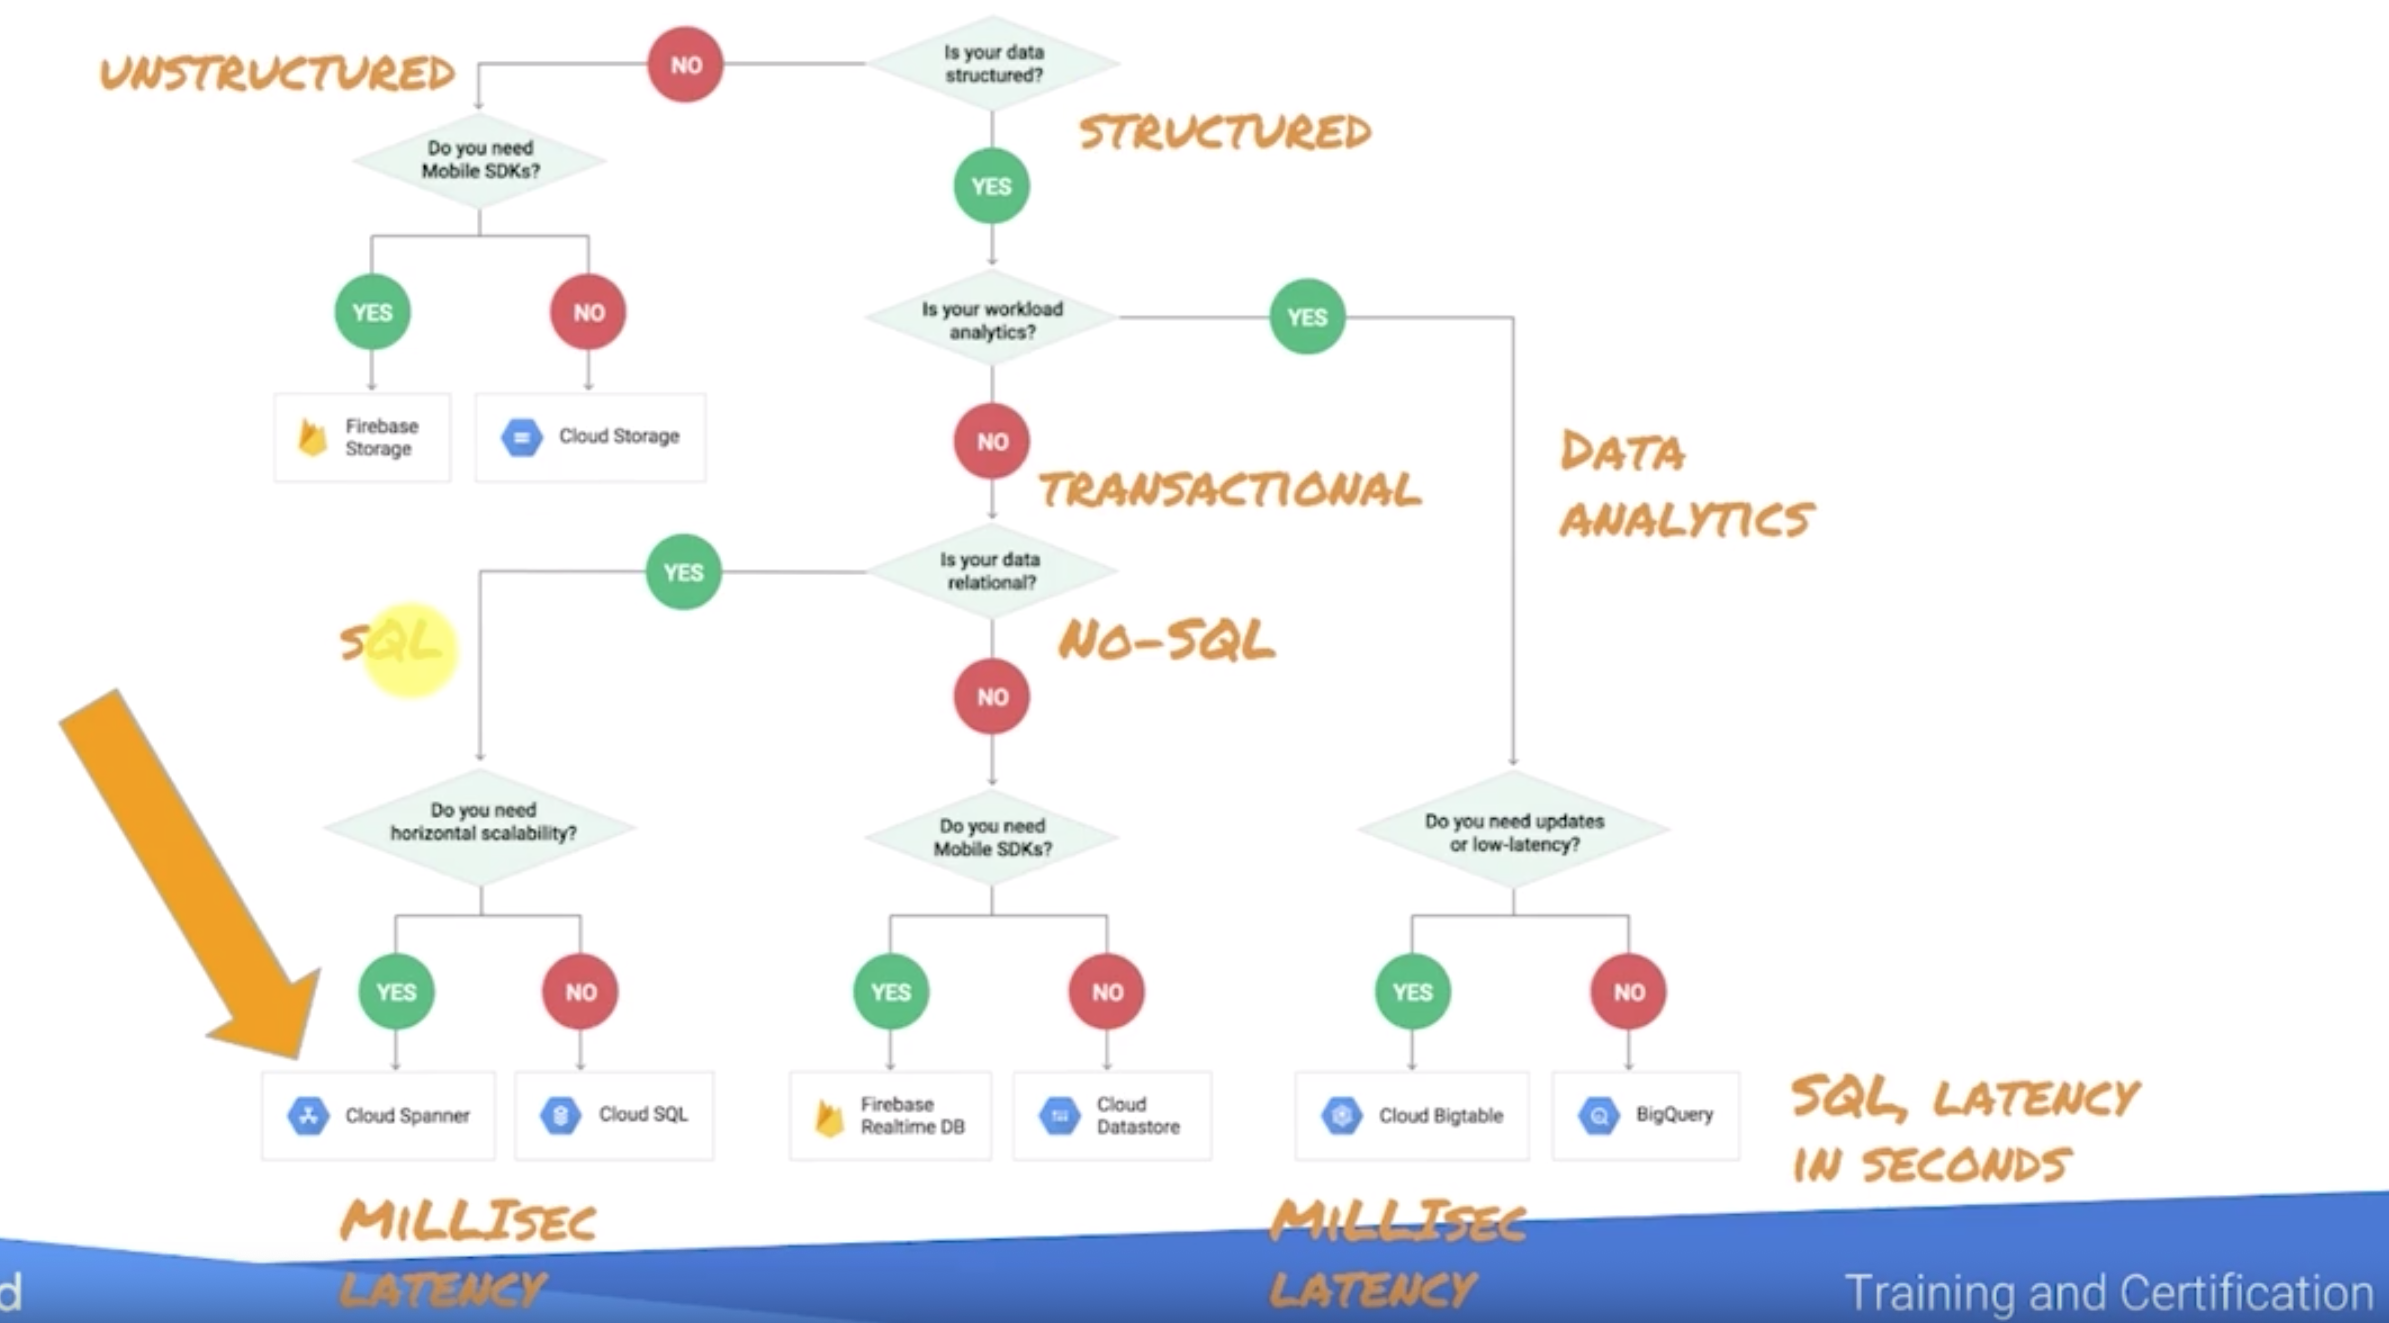 Is your data
structured?
NO
UNSTRUCTURED
STRUCTURED
Do you need
Mobile SDKs?
YES
YES
NO
Firebase
Storage
Cloud Storage
Is your workload
analytics?
YES
NO
DATA
ANALYTICS
TRANSACTIONAL
Is your data
relational?
YES
SQL
NO-SQL
NO
Do you need
horizontal scalability?
Do you need
Mobile SDKs?
Do you need updates
or low-latency?
YES
NO
YES
NO
YES
NO
Cloud Spanner
Cloud SQL
Firebase
Realtime DB
Cloud
Datastore
Cloud Bigtable
BigQuery
SQL, LATENCY
IN SECONDS
MILLISEC
LATENCY
MILLISEC
LATENCY
d
Training and Certification